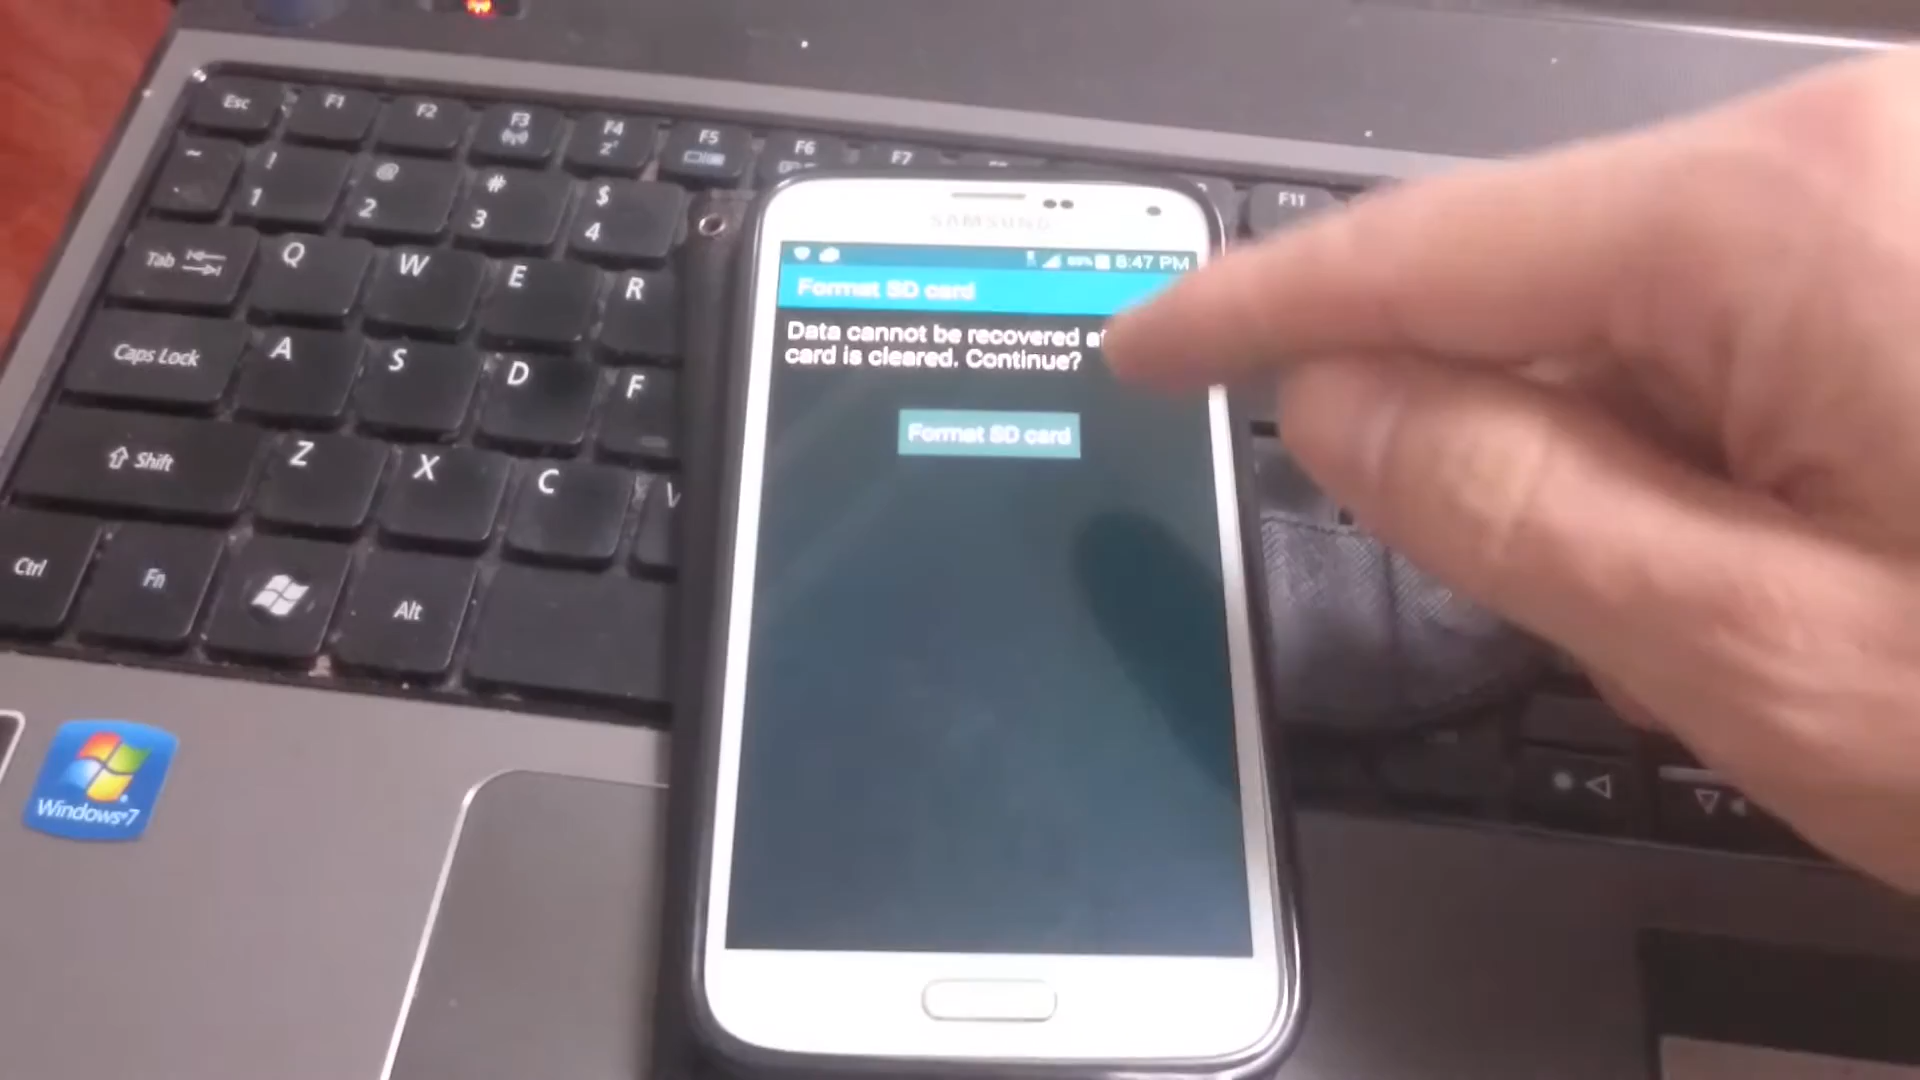 Esc F1 F2 F3 F4 F5 F6 F7 F11
~ ! 1 @ 2 # 3 $ 4
Tab Q W E R
Caps Lock A S D F
Shift Z X C V
Ctrl Fn Alt
Windows 7
SAMSUNG
8:47 PM
Format SD card
Data cannot be recovered
card is cleared. Continue?
Format SD card